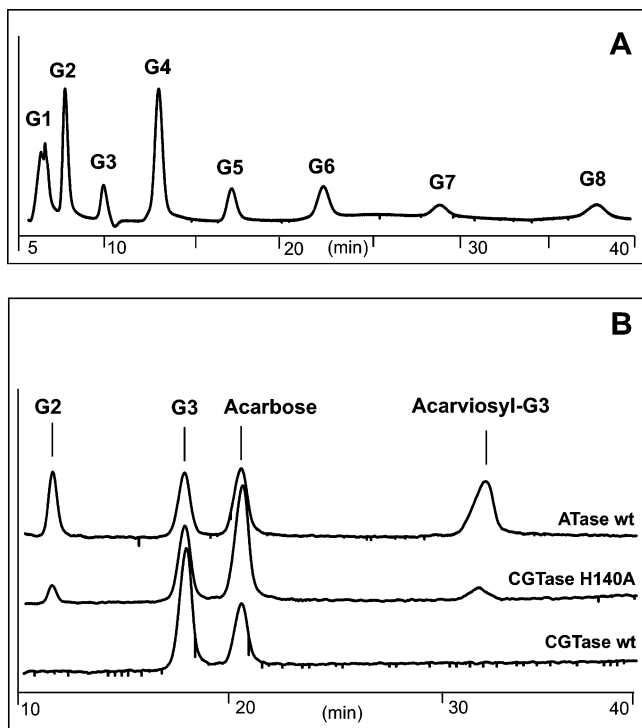 A
G1
G2
G3
G4
G5
G6
G7
G8
5 10 20 (min) 30 40
B
G2 G3 Acarbose Acarviosyl-G3
ATase wt
CGTase H140A
CGTase wt
10 20 (min) 30 40